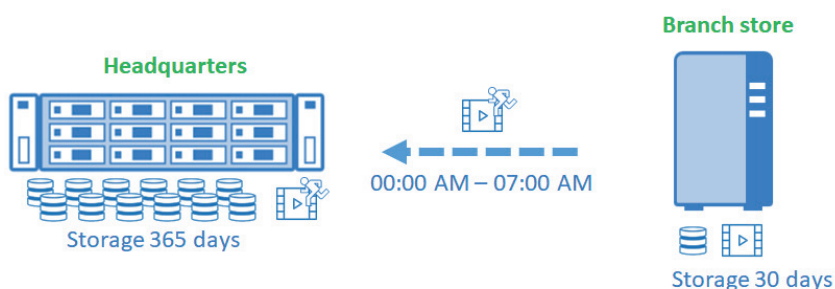 Branch store
Headquarters
00:00 AM – 07:00 AM
Storage 365 days
Storage 30 days